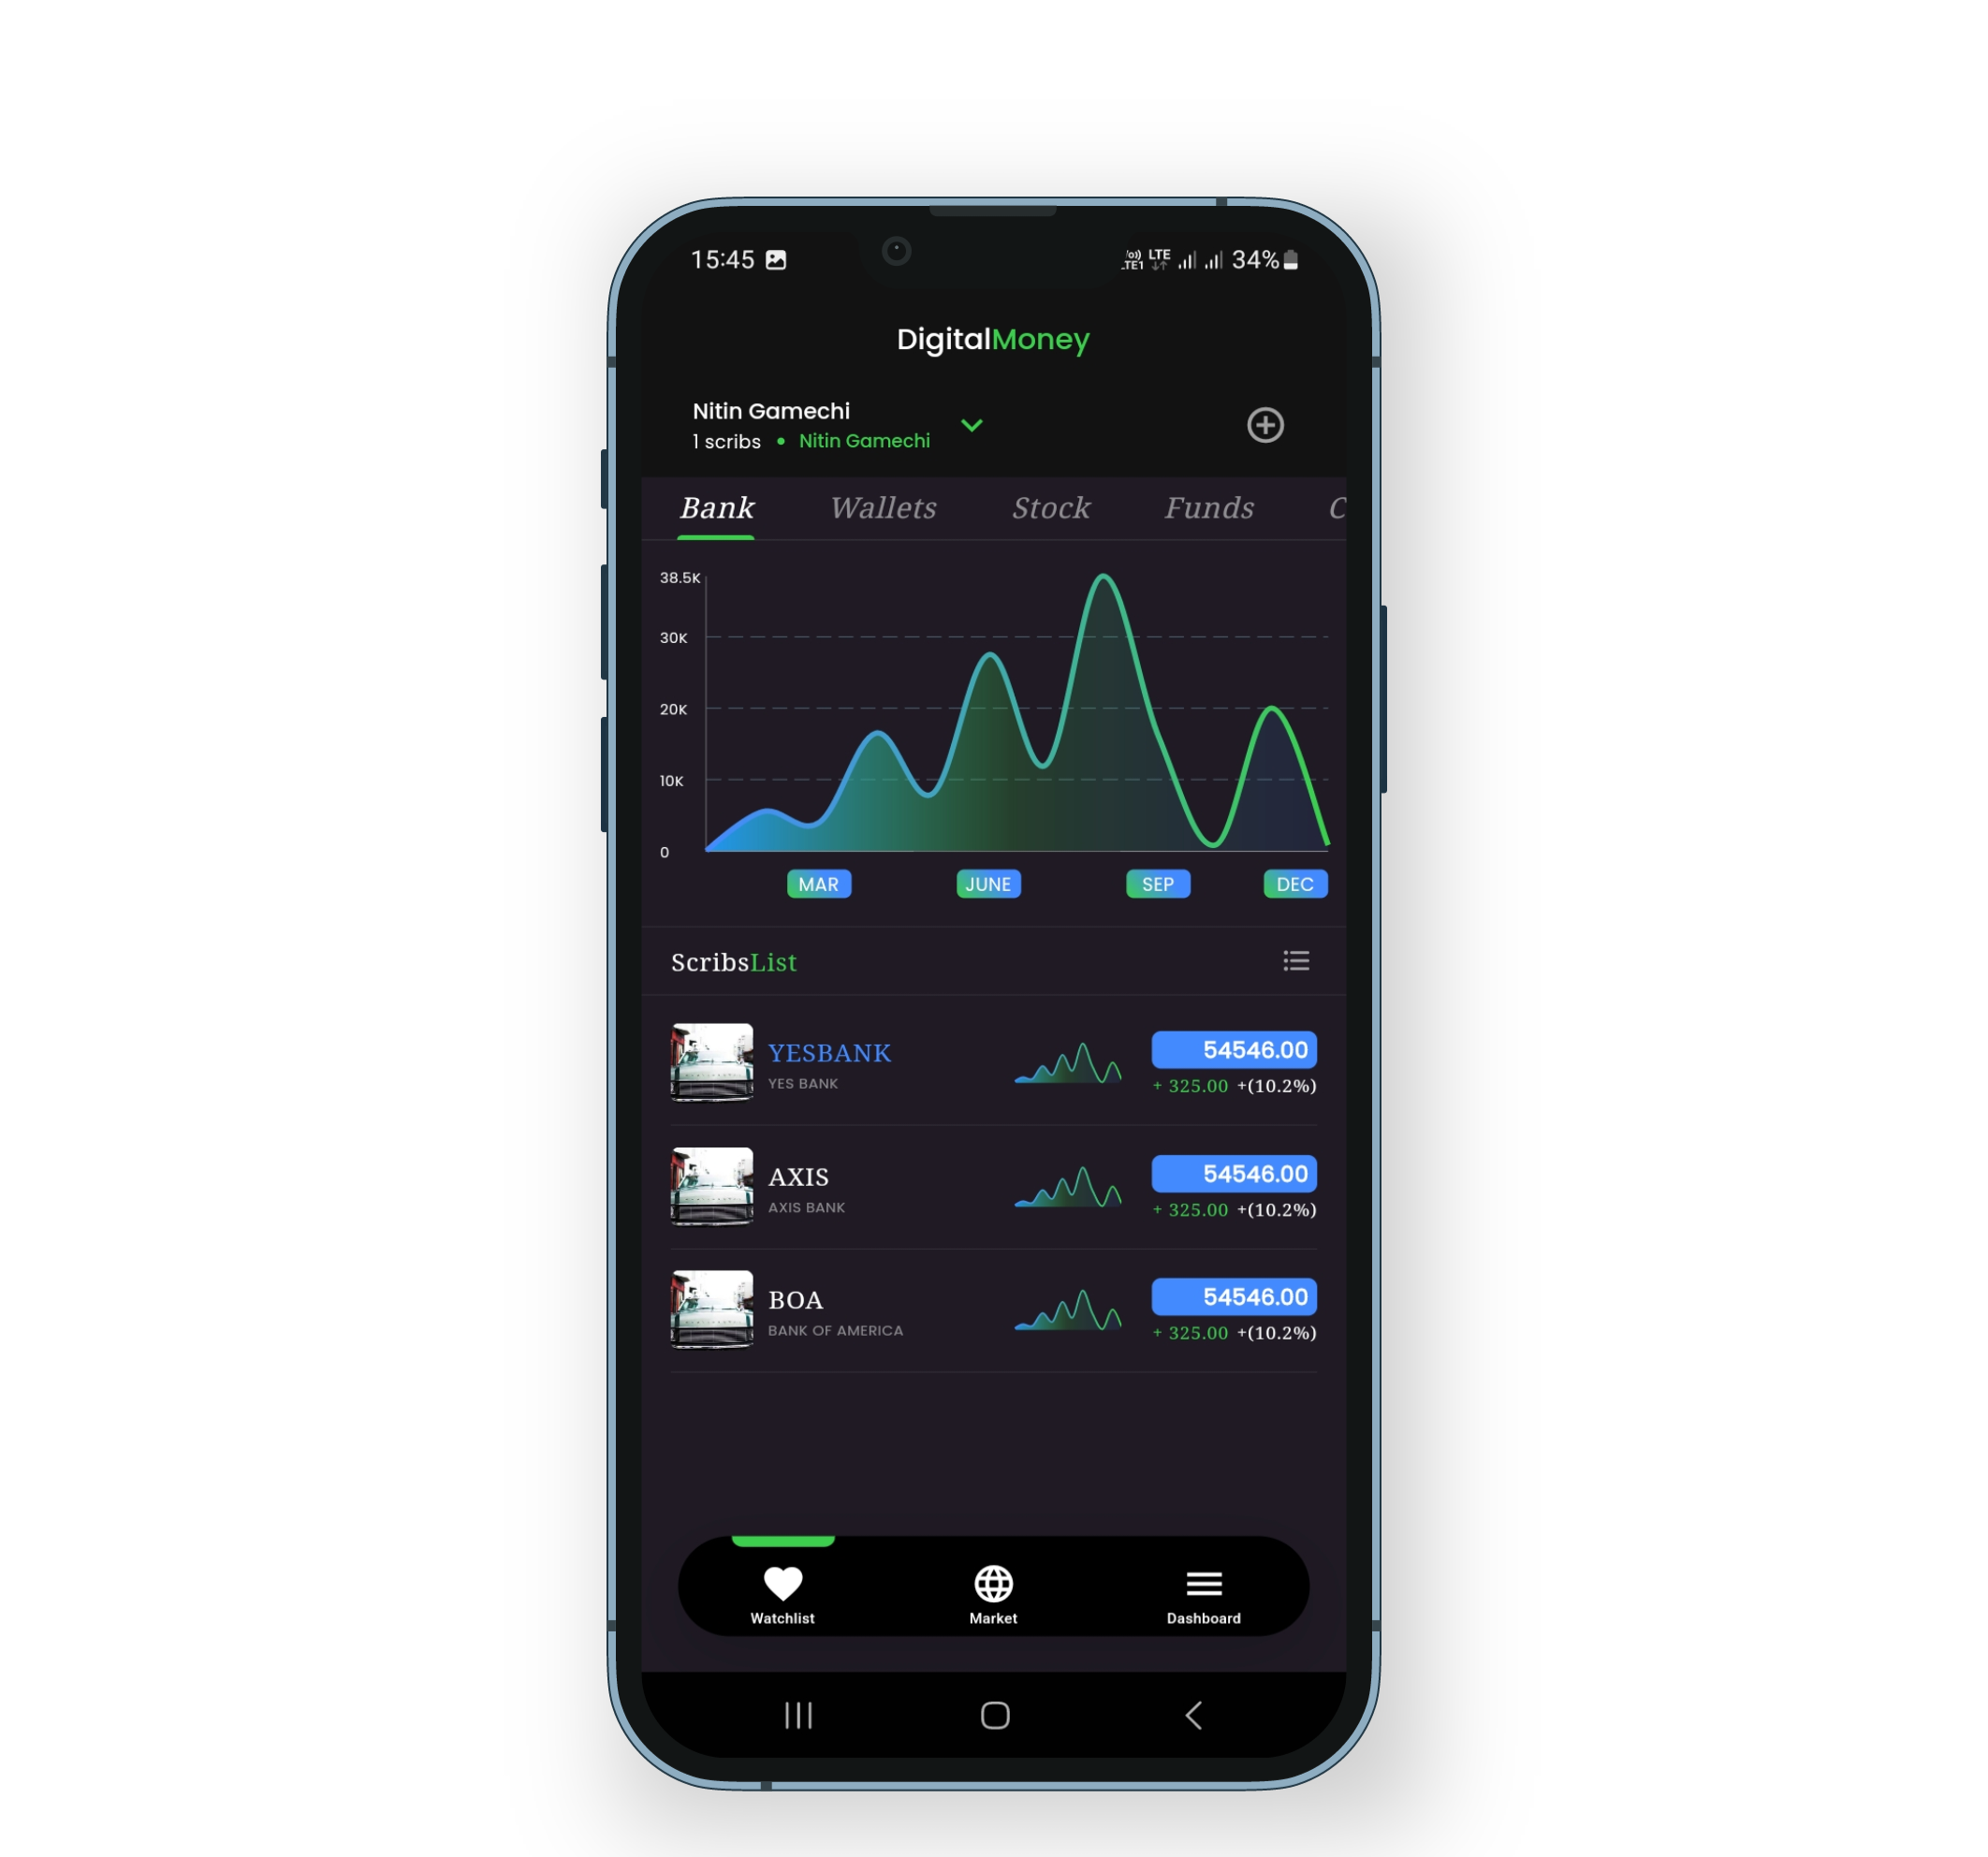 15:45 LTE 34%
DigitalMoney
Nitin Gamechi
1 scribs • Nitin Gamechi
Bank Wallets Stock Funds C
38.5K
30K
20K
10K
0
MAR JUNE SEP DEC
ScribsList
YESBANK 54546.00
YES BANK + 325.00 +(10.2%)
AXIS 54546.00
AXIS BANK + 325.00 +(10.2%)
BOA 54546.00
BANK OF AMERICA + 325.00 +(10.2%)
Watchlist Market Dashboard